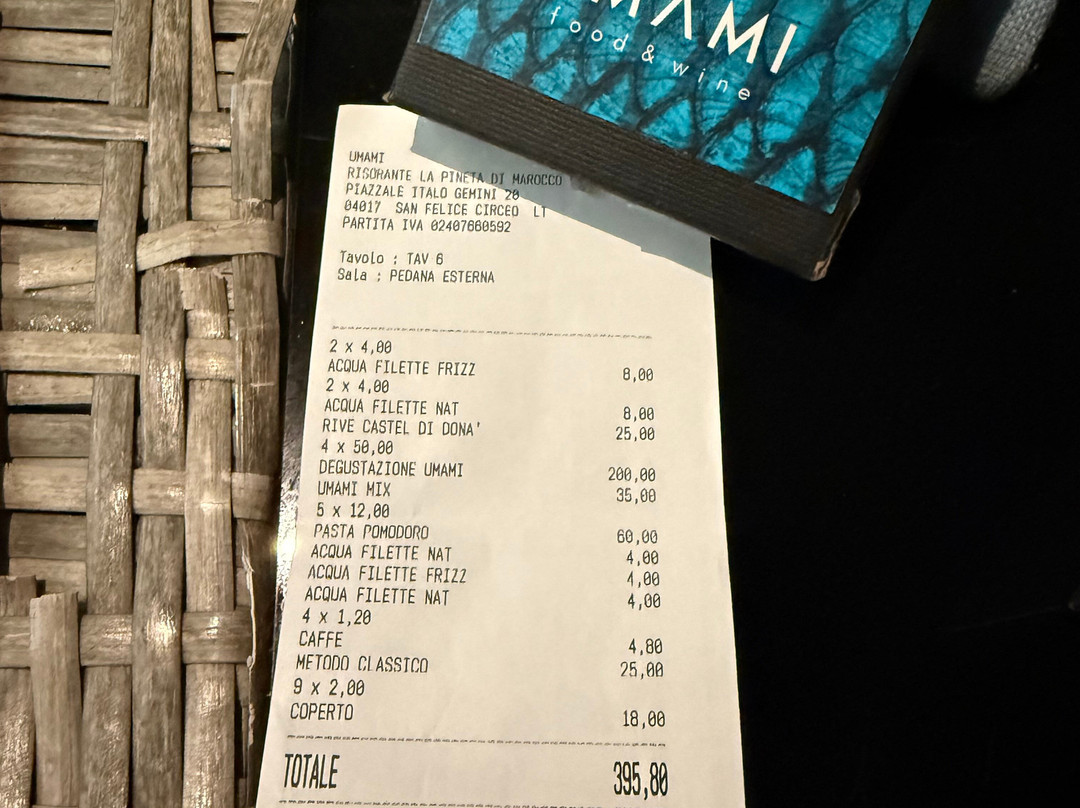 MAMI
food & wine
UMAMI
RISORANTE LA PINETA DI MAROCCO
PIAZZALE ITALO GEMINI 20
04017 SAN FELICE CIRCEO LT
PARTITA IVA 02407660592
Tavolo : TAV 6
Sala : PEDANA ESTERNA
2 x 4,00
ACQUA FILETTE FRIZZ 8,00
2 x 4,00
ACQUA FILETTE NAT 8,00
RIVE CASTEL DI DONA' 25,00
4 x 50,00
DEGUSTAZIONE UMAMI 200,00
UMAMI MIX 35,00
5 x 12,00
PASTA POMODORO 60,00
ACQUA FILETTE NAT 4,00
ACQUA FILETTE FRIZZ 4,00
ACQUA FILETTE NAT 4,00
4 x 1,20
CAFFE 4,80
METODO CLASSICO 25,00
9 x 2,00
COPERTO 18,00
TOTALE 395,80